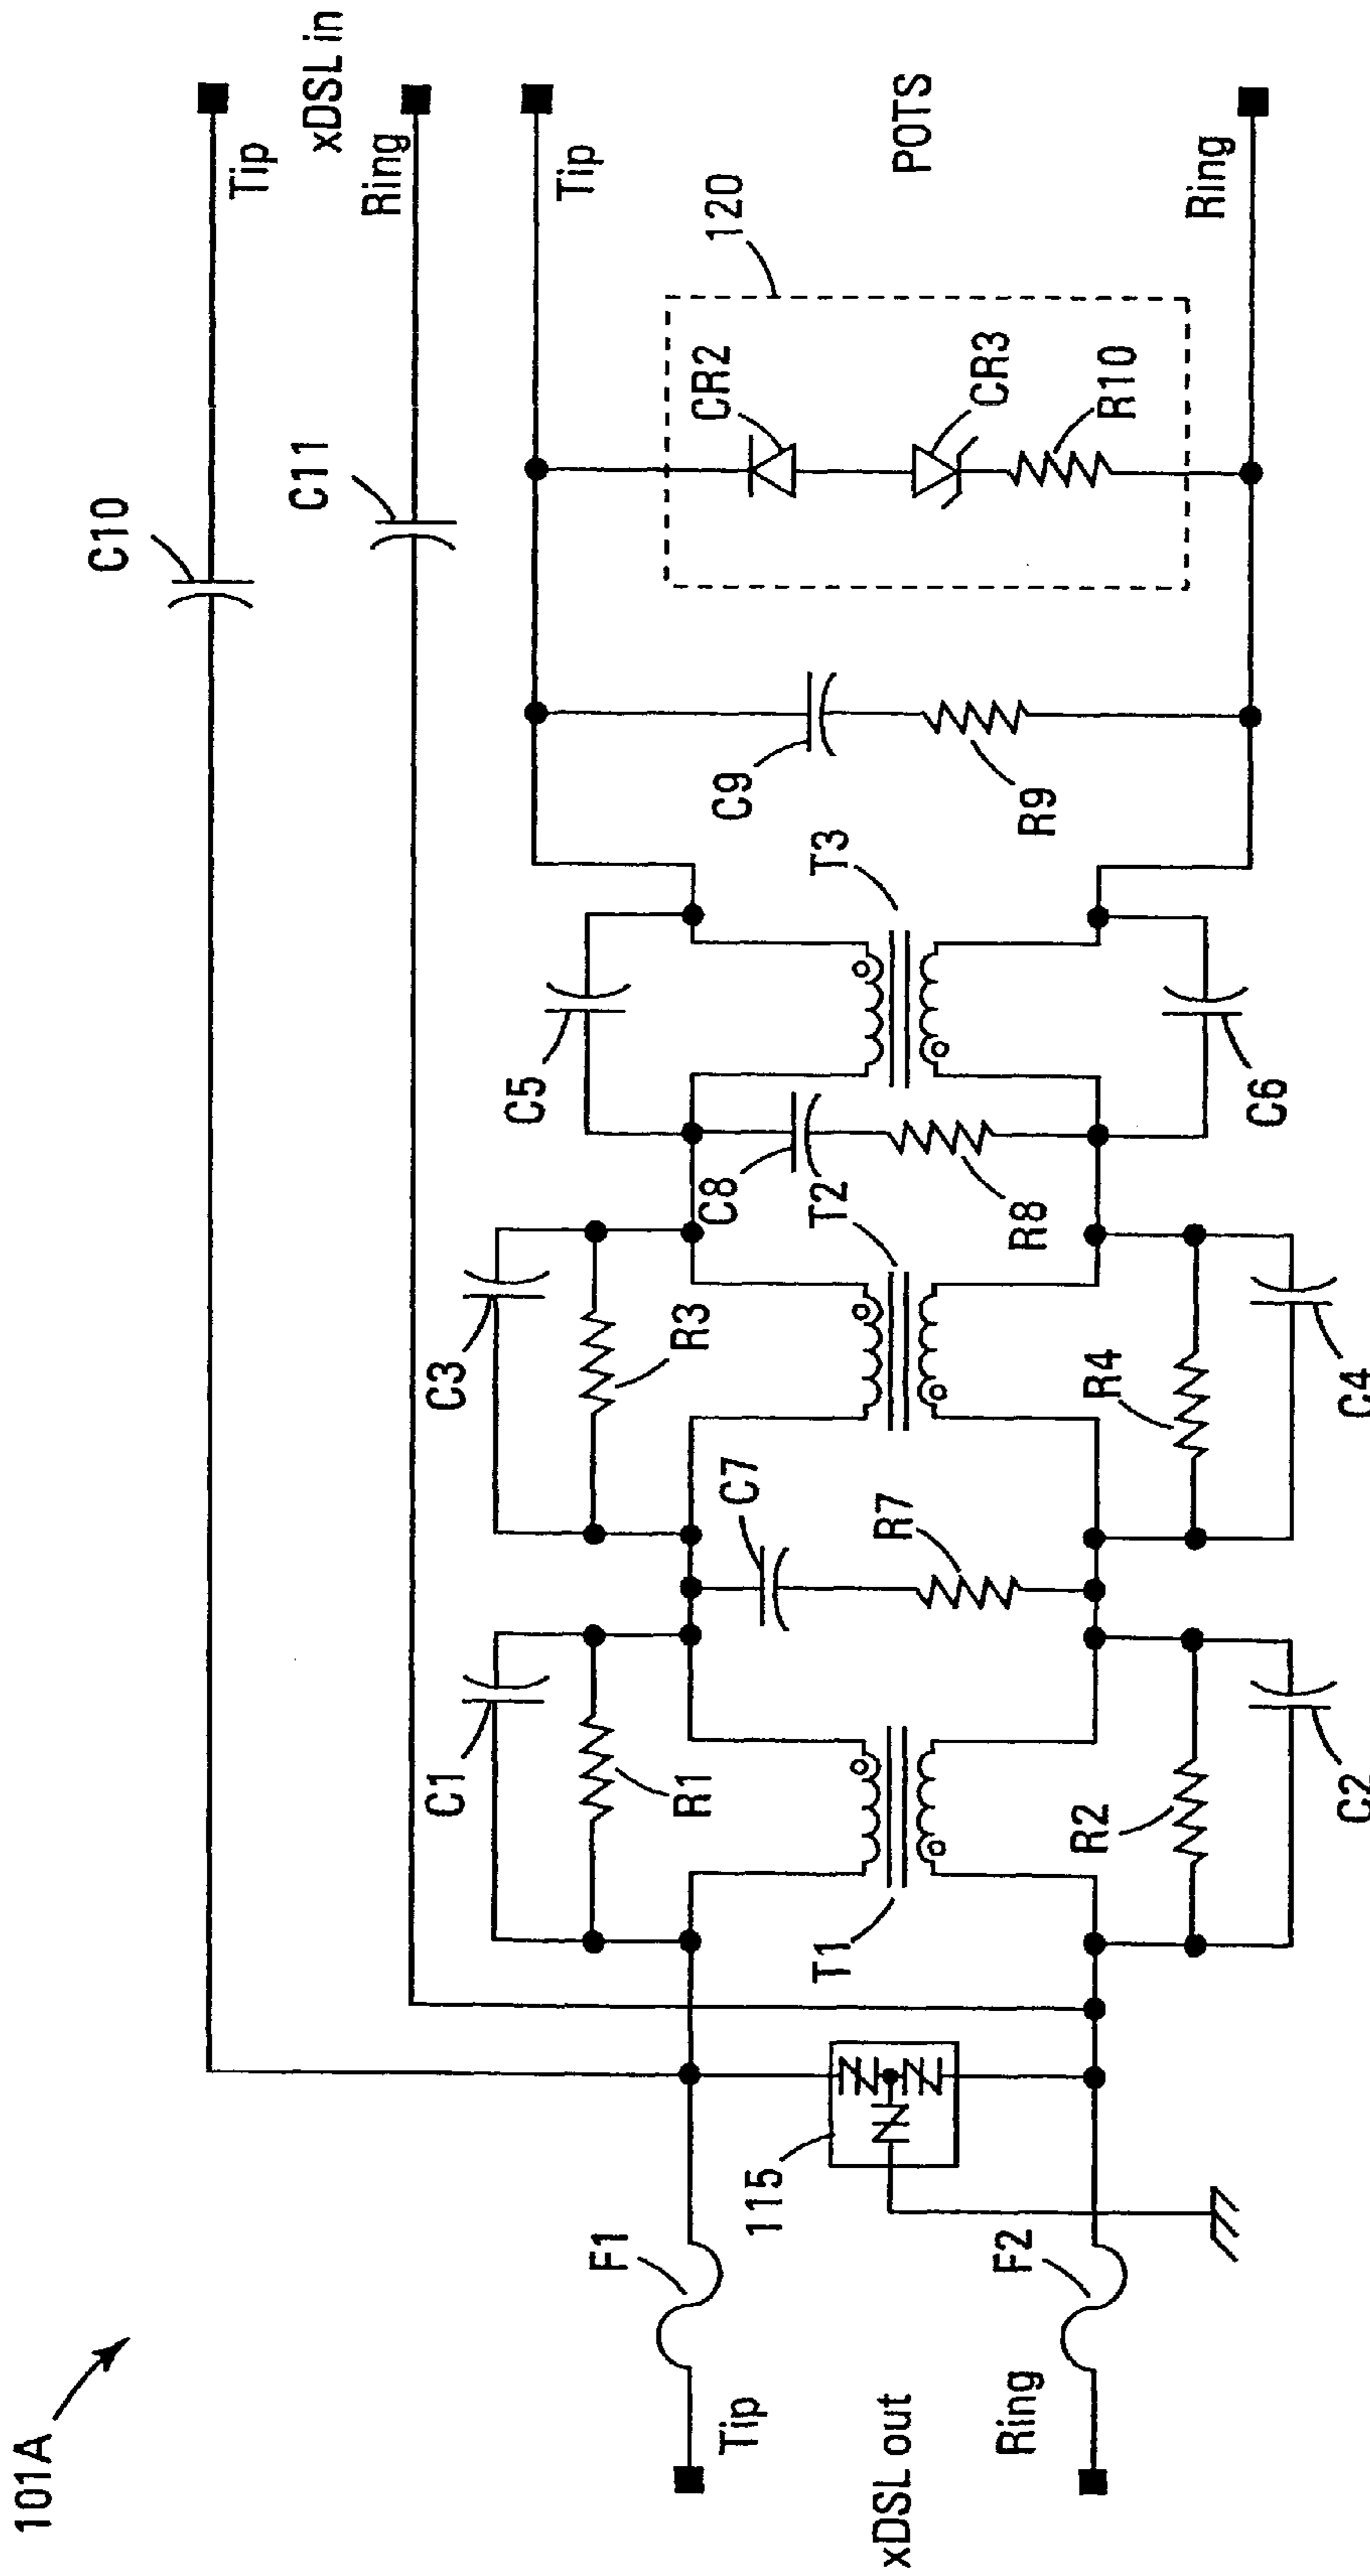 101A
C10
Tip
xDSL in
C11
Ring
Tip
120
POTS
CR2
CR3
R10
Ring
C9
R9
T3
C5
C6
C8
R8
T2
C3
R3
R4
C4
C7
R7
C1
R1
R2
C2
T1
115
F1
F2
Tip
xDSL out
Ring